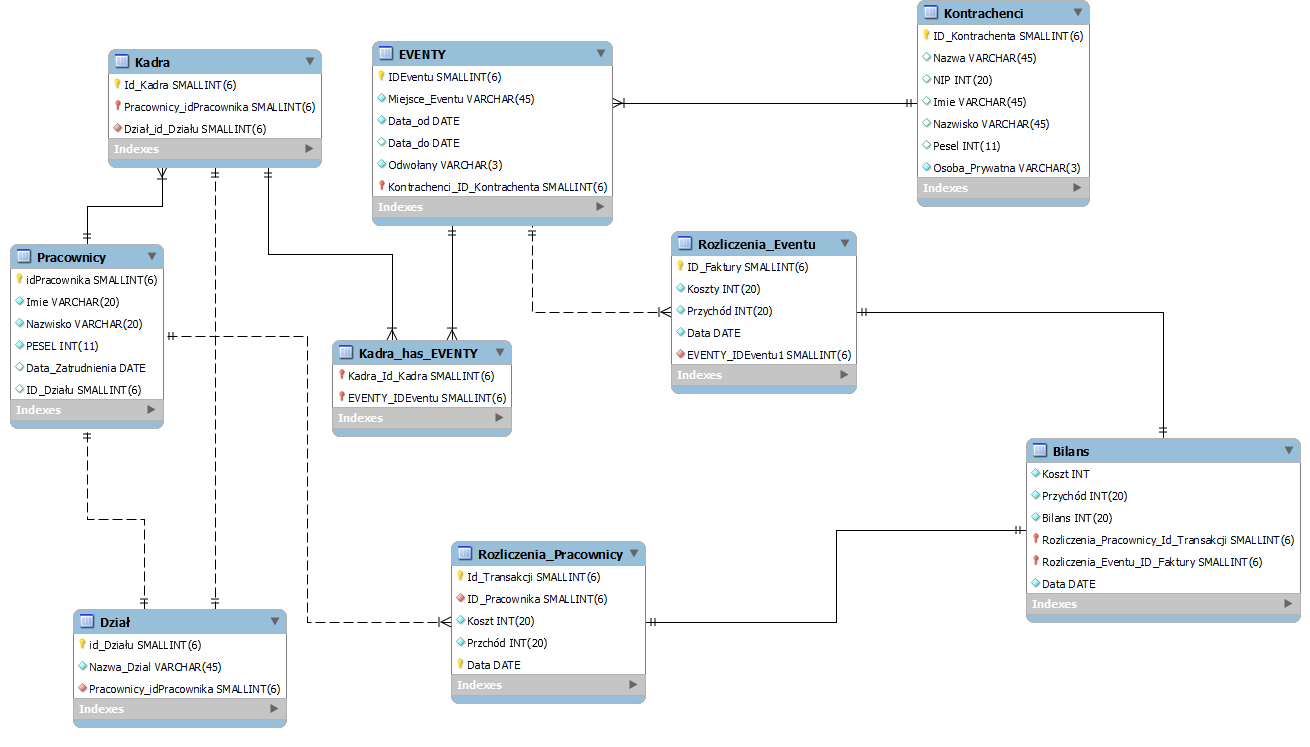 Kadra
Id_Kadra SMALLINT(6)
Pracownicy_idPracownika SMALLINT(6)
Dział_id_Działu SMALLINT(6)
Indexes
EVENTY
IDEventu SMALLINT(6)
Miejsce_Eventu VARCHAR(45)
Data_od DATE
Data_do DATE
Odwołany VARCHAR(3)
Kontrachenci_ID_Kontrachenta SMALLINT(6)
Indexes
Kontrachenci
ID_Kontrachenta SMALLINT(6)
Nazwa VARCHAR(45)
NIP INT(20)
Imie VARCHAR(45)
Nazwisko VARCHAR(45)
Pesel INT(11)
Osoba_Prywatna VARCHAR(3)
Indexes
Pracownicy
idPracownika SMALLINT(6)
Imie VARCHAR(20)
Nazwisko VARCHAR(20)
PESEL INT(11)
Data_Zatrudnienia DATE
ID_Działu SMALLINT(6)
Indexes
Rozliczenia_Eventu
ID_Faktury SMALLINT(6)
Koszty INT(20)
Przychód INT(20)
Data DATE
EVENTY_IDEventu1 SMALLINT(6)
Indexes
Kadra_has_EVENTY
Kadra_Id_Kadra SMALLINT(6)
EVENTY_IDEventu SMALLINT(6)
Indexes
Bilans
Koszt INT
Przychód INT(20)
Bilans INT(20)
Rozliczenia_Pracownicy_Id_Transakcji SMALLINT(6)
Rozliczenia_Eventu_ID_Faktury SMALLINT(6)
Data DATE
Indexes
Rozliczenia_Pracownicy
Id_Transakcji SMALLINT(6)
ID_Pracownika SMALLINT(6)
Koszt INT(20)
Przchód INT(20)
Data DATE
Indexes
Dział
id_Działu SMALLINT(6)
Nazwa_Dzial VARCHAR(45)
Pracownicy_idPracownika SMALLINT(6)
Indexes